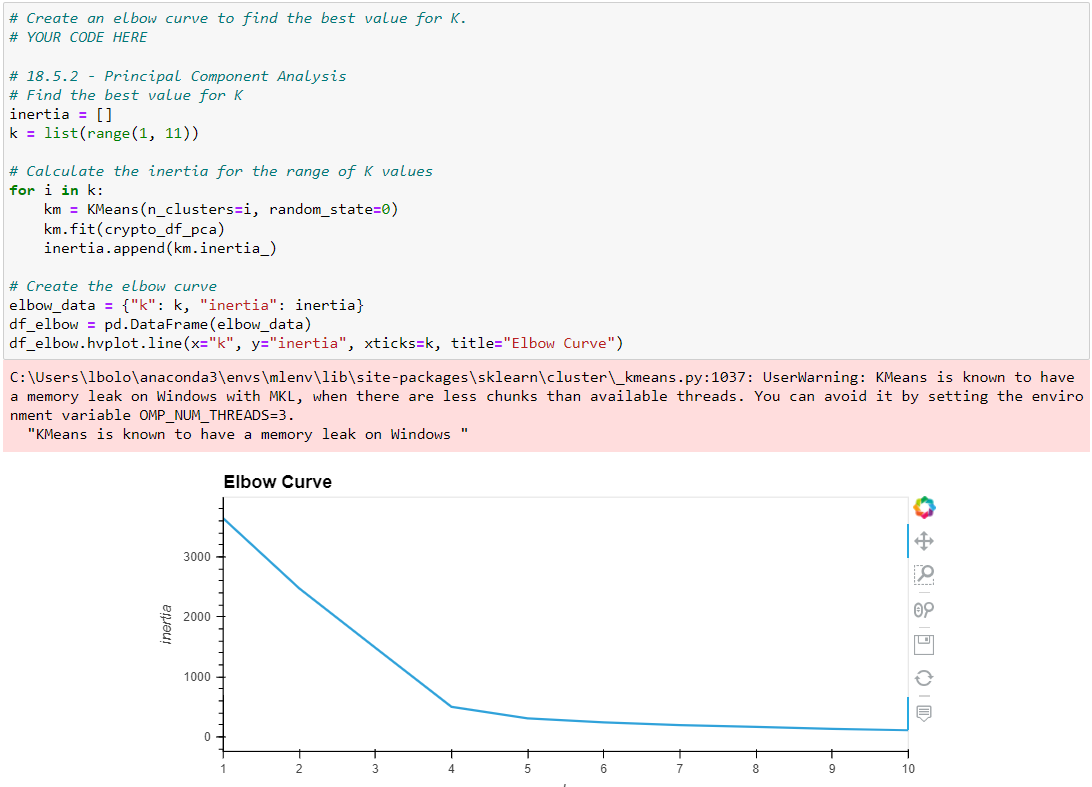 # Create an elbow curve to find the best value for K.
# YOUR CODE HERE
# 18.5.2 - Principal Component Analysis
# Find the best value for K
inertia = []
k = list(range(1, 11))
# Calculate the inertia for the range of K values
for i in k:
    km = KMeans(n_clusters=i, random_state=0)
    km.fit(crypto_df_pca)
    inertia.append(km.inertia_)
# Create the elbow curve
elbow_data = {"k": k, "inertia": inertia}
df_elbow = pd.DataFrame(elbow_data)
df_elbow.hvplot.line(x="k", y="inertia", xticks=k, title="Elbow Curve")
C:\Users\lbolo\anaconda3\envs\mlenv\lib\site-packages\sklearn\cluster\_kmeans.py:1037: UserWarning: KMeans is known to have
a memory leak on Windows with MKL, when there are less chunks than available threads. You can avoid it by setting the enviro
nment variable OMP_NUM_THREADS=3.
  "KMeans is known to have a memory leak on Windows "
Elbow Curve
3000
2000
1000
0
inertia
1 2 3 4 5 6 7 8 9 10